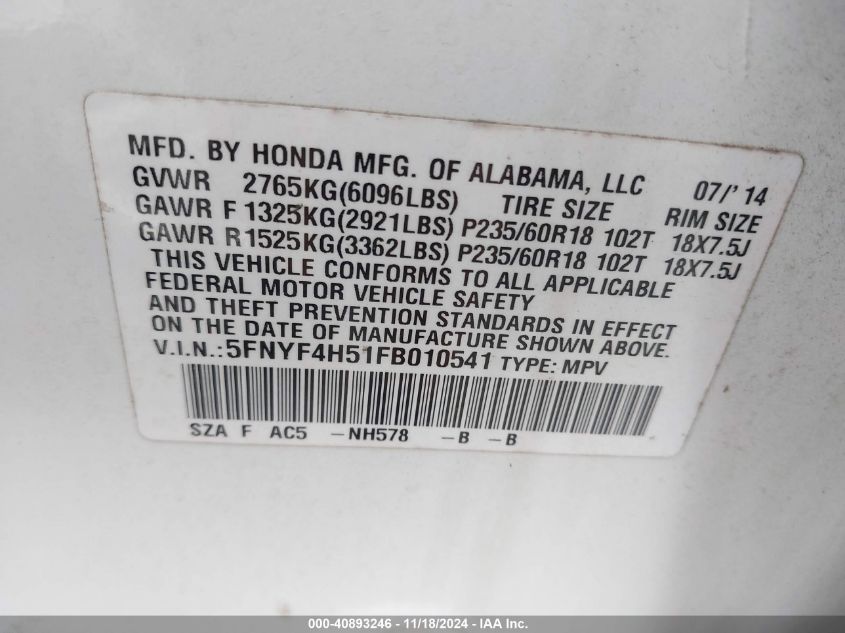 MFD. BY HONDA MFG. OF ALABAMA, LLC 07/'14
GVWR 2765KG(6096LBS) TIRE SIZE RIM SIZE
GAWR F 1325KG(2921LBS) P235/60R18 102T 18X7.5J
GAWR R 1525KG(3362LBS) P235/60R18 102T 18X7.5J
THIS VEHICLE CONFORMS TO ALL APPLICABLE
FEDERAL MOTOR VEHICLE SAFETY
AND THEFT PREVENTION STANDARDS IN EFFECT
ON THE DATE OF MANUFACTURE SHOWN ABOVE.
V.I.N.:5FNYF4H51FB010541 TYPE: MPV
SZA F AC5 -NH578 -B -B
000-40893246 - 11/18/2024 - IAA Inc.